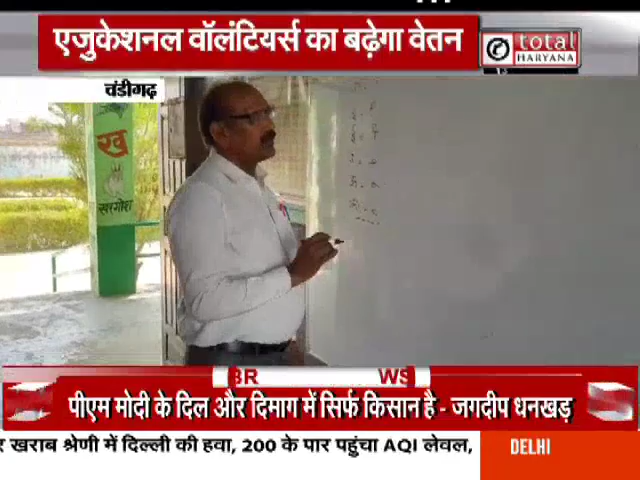 एजुकेशनल वॉलंटियर्स का बढ़ेगा वेतन
total
HARYANA
चंडीगढ़
ख
खरगोश
BR WS
पीएम मोदी के दिल और दिमाग में सिर्फ किसान है - जगदीप धनखड़
र खराब श्रेणी में दिल्ली की हवा, 200 के पार पहुंचा AQI लेवल,
DELHI